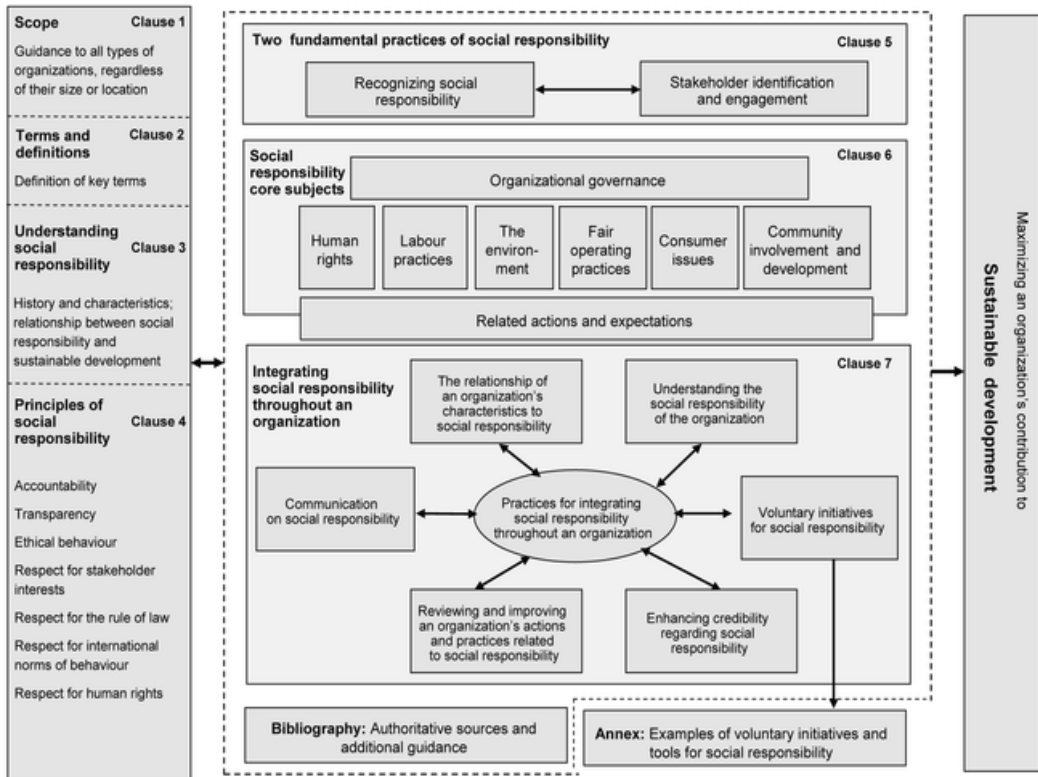 Scope
Clause 1
Guidance to all types of
organizations, regardless
of their size or location
Terms and
definitions
Clause 2
Definition of key terms
Understanding
social
responsibility
Clause 3
History and characteristics;
relationship between social
responsibility and
sustainable development
Principles of
social
responsibility
Clause 4
Accountability
Transparency
Ethical behaviour
Respect for stakeholder
interests
Respect for the rule of law
Respect for international
norms of behaviour
Respect for human rights
Two fundamental practices of social responsibility
Clause 5
Recognizing social
responsibility
Stakeholder identification
and engagement
Social
responsibility
core subjects
Clause 6
Organizational governance
Human
rights
Labour
practices
The
environ-
ment
Fair
operating
practices
Consumer
issues
Community
involvement and
development
Related actions and expectations
Integrating
social responsibility
throughout an
organization
Clause 7
The relationship of
an organization's
characteristics to
social responsibility
Understanding the
social responsibility
of the organization
Communication
on social responsibility
Practices for integrating
social responsibility
throughout an organization
Voluntary initiatives
for social responsibility
Reviewing and improving
an organization's actions
and practices related
to social responsibility
Enhancing credibility
regarding social
responsibility
Bibliography: Authoritative sources and
additional guidance
Annex: Examples of voluntary initiatives and
tools for social responsibility
Maximizing an organization's contribution to
Sustainable development